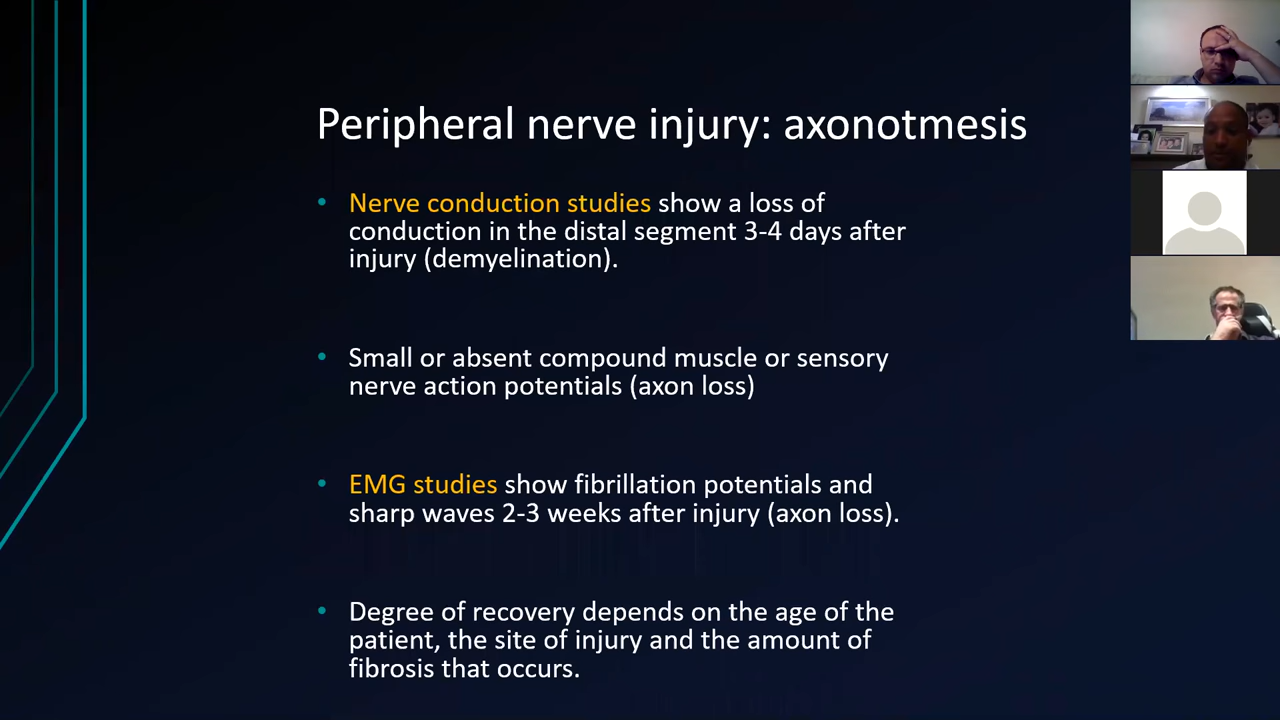 Peripheral nerve injury: axonotmesis
• Nerve conduction studies show a loss of
conduction in the distal segment 3-4 days after
injury (demyelination).
• Small or absent compound muscle or sensory
nerve action potentials (axon loss)
• EMG studies show fibrillation potentials and
sharp waves 2-3 weeks after injury (axon loss).
• Degree of recovery depends on the age of the
patient, the site of injury and the amount of
fibrosis that occurs.